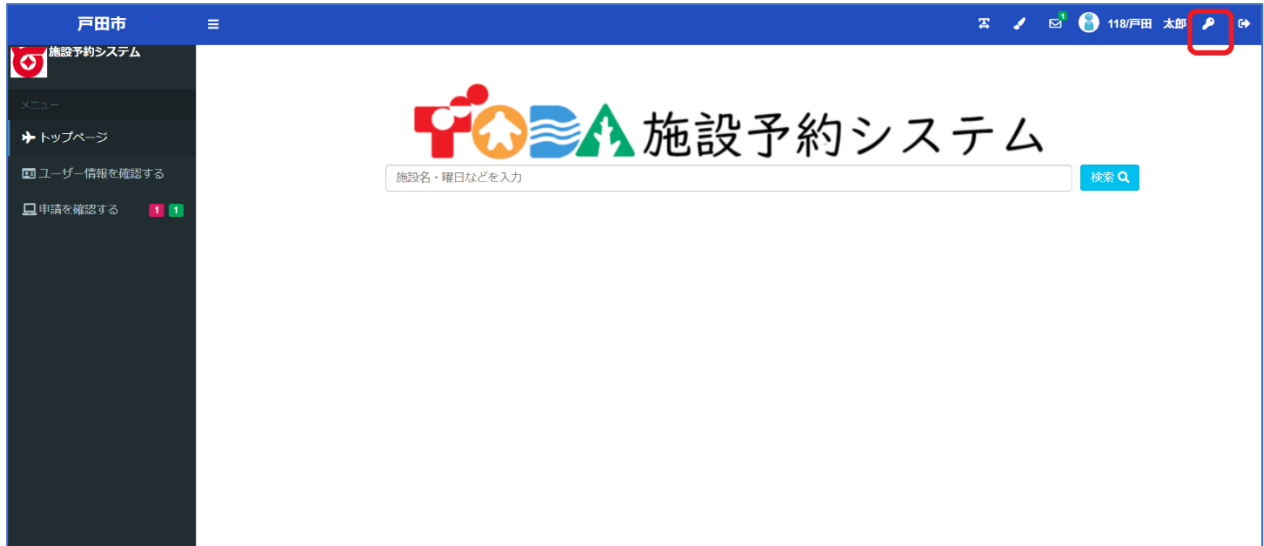 戸田市
1
118/戸田 太郎
施設予約システム
メニュー
トップページ
ユーザー情報を確認する
申請を確認する 1 1
TODA施設予約システム
施設名・曜日などを入力
検索